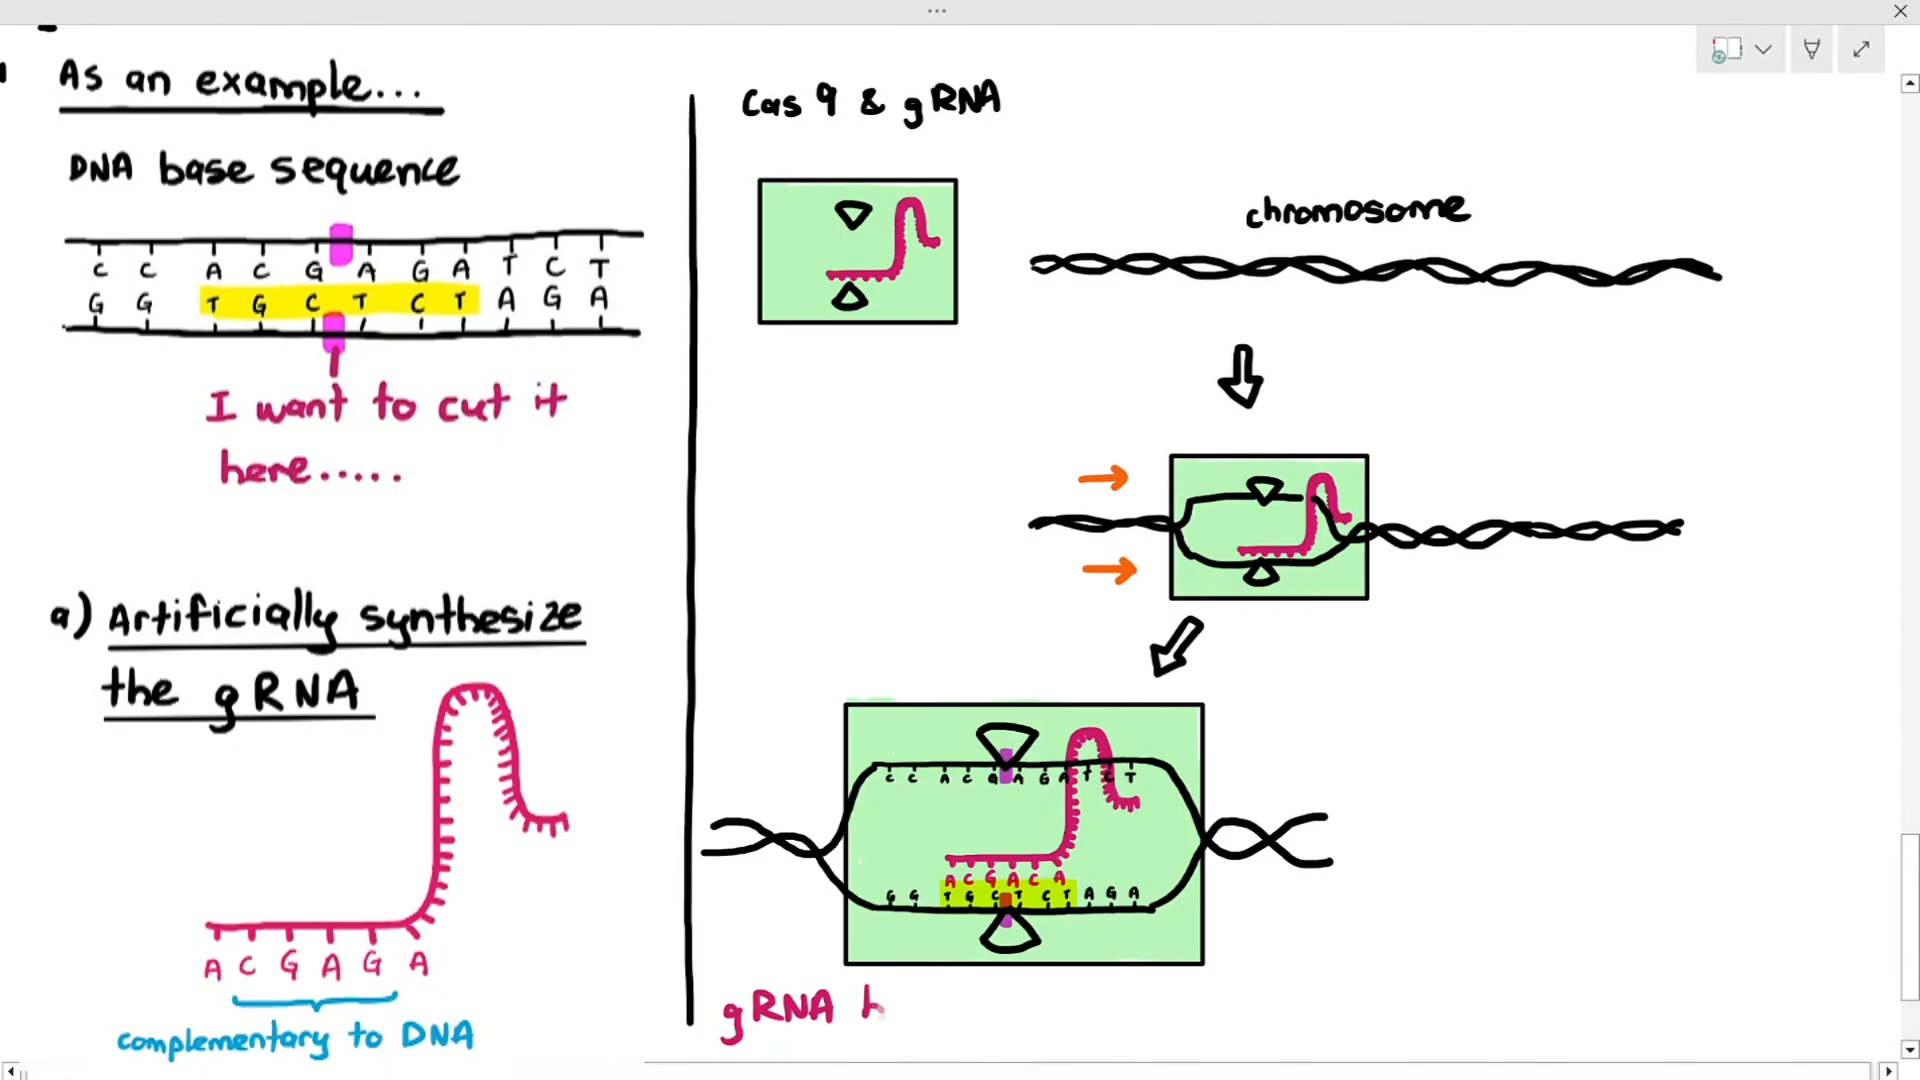 As an example...
DNA base sequence
C C A C G A G A T C T
G G T G C T C T A G A
I want to cut it
here.....
a) Artificially synthesize
the gRNA
A C G A G A
complementary to DNA
Cas 9 & gRNA
chromosome
C C A C G A G A T C T
A C G A C A
G G T G C T C T A G A
gRNA h